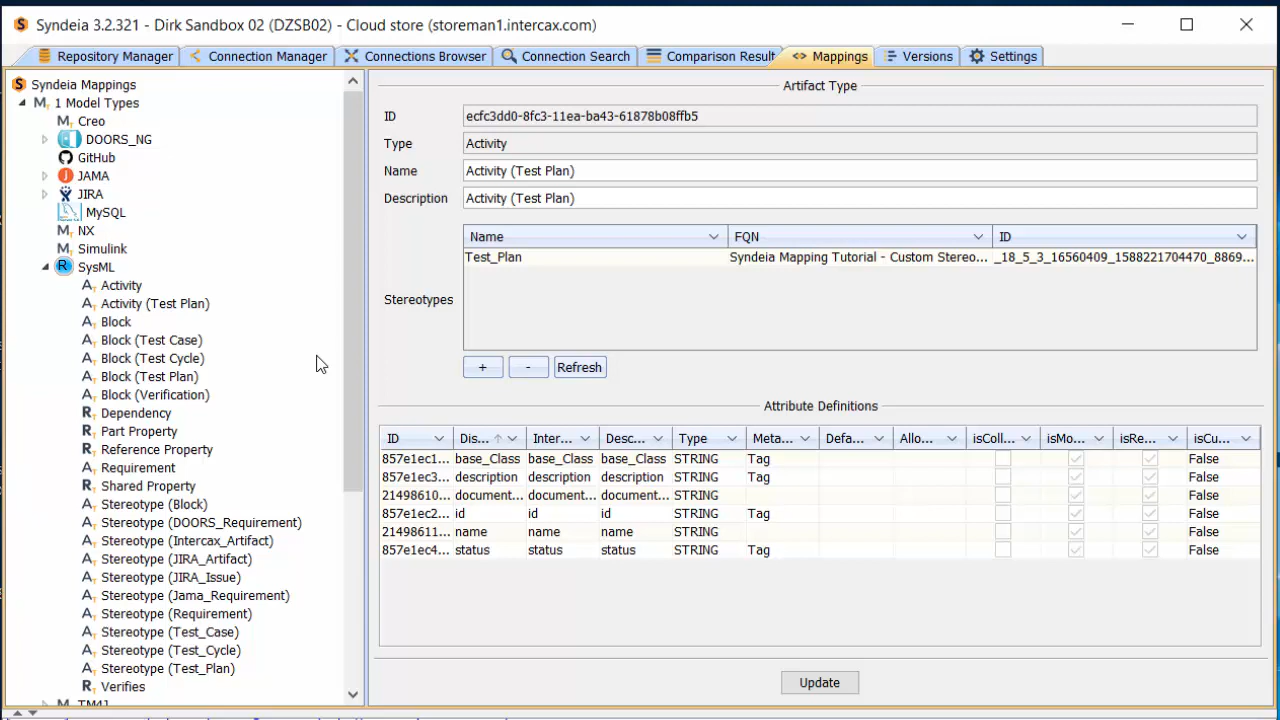 Syndeia 3.2.321 - Dirk Sandbox 02 (DZSB02) - Cloud store (storeman1.intercax.com)
Repository Manager Connection Manager Connections Browser Connection Search Comparison Result Mappings Versions Settings
Syndeia Mappings
1 Model Types
Creo
DOORS_NG
GitHub
JAMA
JIRA
MySQL
NX
Simulink
SysML
Activity
Activity (Test Plan)
Block
Block (Test Case)
Block (Test Cycle)
Block (Test Plan)
Block (Verification)
Dependency
Part Property
Reference Property
Requirement
Shared Property
Stereotype (Block)
Stereotype (DOORS_Requirement)
Stereotype (Intercax_Artifact)
Stereotype (JIRA_Artifact)
Stereotype (JIRA_Issue)
Stereotype (Jama_Requirement)
Stereotype (Requirement)
Stereotype (Test_Case)
Stereotype (Test_Cycle)
Stereotype (Test_Plan)
Verifies
Artifact Type
ID ecfc3dd0-8fc3-11ea-ba43-61878b08ffb5
Type Activity
Name Activity (Test Plan)
Description Activity (Test Plan)
Stereotypes
Name FQN ID
Test_Plan Syndeia Mapping Tutorial - Custom Stereo... _18_5_3_16560409_1588221704470_8869...
+ - Refresh
Attribute Definitions
ID Dis... Inter... Desc... Type Meta... Defa... Allo... isColl... isMo... isRe... isCu...
857e1ec1... base_Class base_Class base_Class STRING Tag False
857e1ec3... description description description STRING Tag False
21498610... document... document... document... STRING False
857e1ec2... id id id STRING Tag False
21498611... name name name STRING False
857e1ec4... status status status STRING Tag False
Update